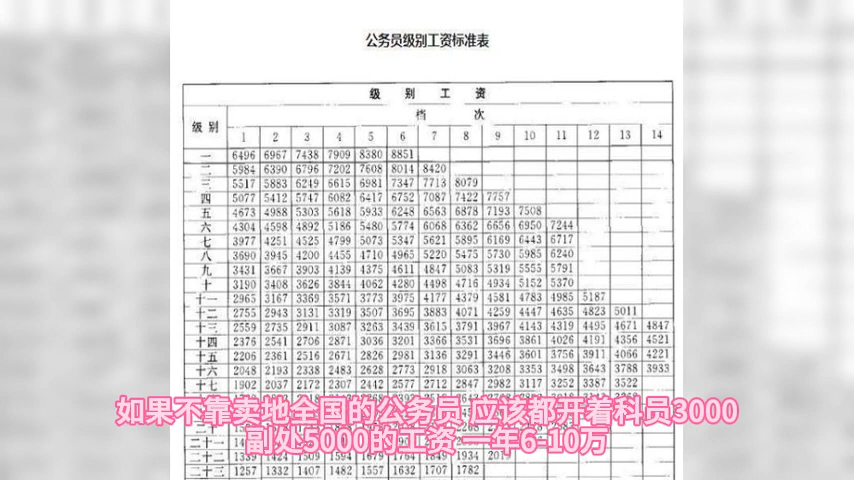 公务员级别工资标准表
级别工资
级别
档次
1 2 3 4 5 6 7 8 9 10 11 12 13 14
一 6496 6967 7438 7909 8380 8851
二 5984 6390 6796 7202 7608 8014 8420
三 5517 5883 6249 6615 6981 7347 7713 8079
四 5077 5412 5747 6082 6417 6752 7087 7422 7757
五 4673 4988 5303 5618 5933 6248 6563 6878 7193 7508
六 4304 4598 4892 5186 5480 5774 6068 6362 6656 6950 7244
七 3977 4251 4525 4799 5073 5347 5621 5895 6169 6443 6717
八 3690 3945 4200 4455 4710 4965 5220 5475 5730 5985 6240
九 3431 3667 3903 4139 4375 4611 4847 5083 5319 5555 5791
十 3190 3408 3626 3844 4062 4280 4498 4716 4934 5152 5370
十一 2965 3167 3369 3571 3773 3975 4177 4379 4581 4783 4985 5187
十二 2755 2943 3131 3319 3507 3695 3883 4071 4259 4447 4635 4823 5011
十三 2559 2735 2911 3087 3263 3439 3615 3791 3967 4143 4319 4495 4671 4847
十四 2376 2541 2706 2871 3036 3201 3366 3531 3696 3861 4026 4191 4356 4521
十五 2206 2361 2516 2671 2826 2981 3136 3291 3446 3601 3756 3911 4066 4221
十六 2048 2193 2338 2483 2628 2773 2918 3063 3208 3353 3498 3643 3788 3933
十七 1902 2037 2172 2307 2442 2577 2712 2847 2982 3117 3252 3387 3522
如果不靠卖地全国的公务员 应该都开着科员3000
副处5000的工资 一年6-10万
二十二 1339 1424 1509 1594 1679 1764 1849 1934
二十三 1257 1332 1407 1482 1557 1632 1707 1782